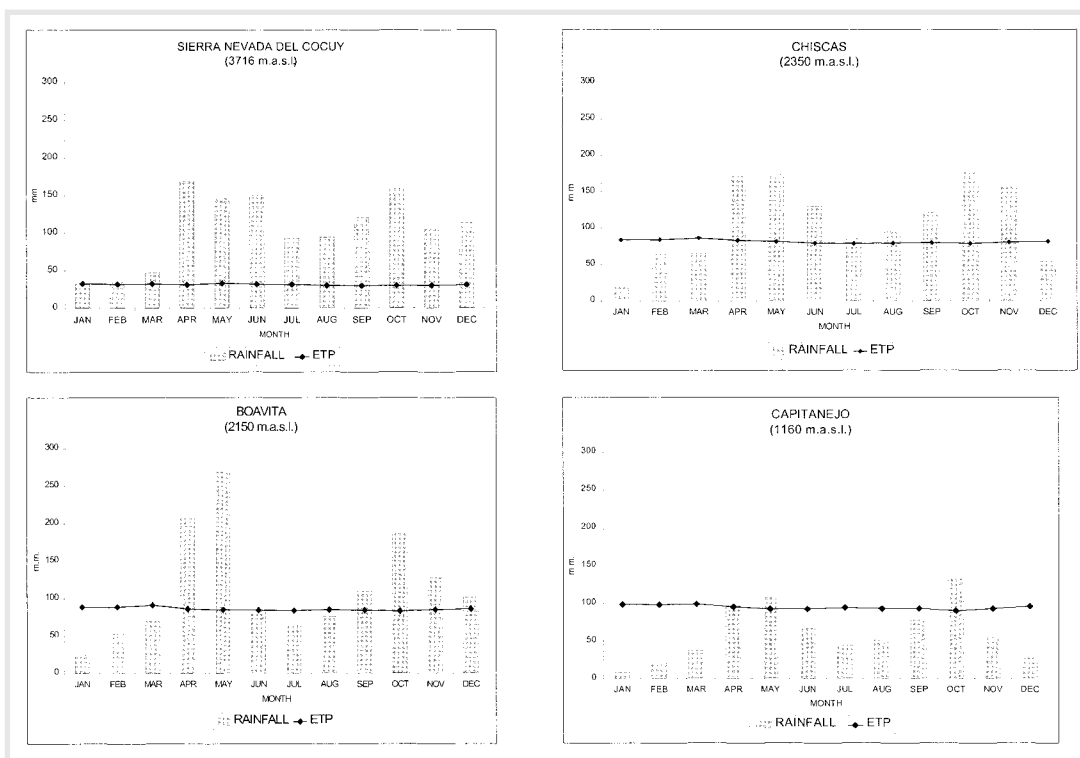 SIERRA NEVADA DEL COCUY
(3716 m.a.s.l)
300
250
200
150
100
50
0
mm
JAN FEB MAR APR MAY JUN JUL AUG SEP OCT NOV DEC
MONTH
RAINFALL ETP
CHISCAS
(2350 m.a.s.l.)
300
250
200
150
100
50
0
m.m
JAN FEB MAR APR MAY JUN JUL AUG SEP OCT NOV DEC
MONTH
RAINFALL ETP
BOAVITA
(2150 m.a.s.l.)
300
250
200
150
100
50
0
m.m.
JAN FEB MAR APR MAY JUN JUL AUG SEP OCT NOV DEC
MONTH
RAINFALL ETP
CAPITANEJO
(1160 m.a.s.l.)
300
250
200
150
100
50
0
m.m.
JAN FEB MAR APR MAY JUN JUL AUG SEP OCT NOV DEC
MONTH
RAINFALL ETP